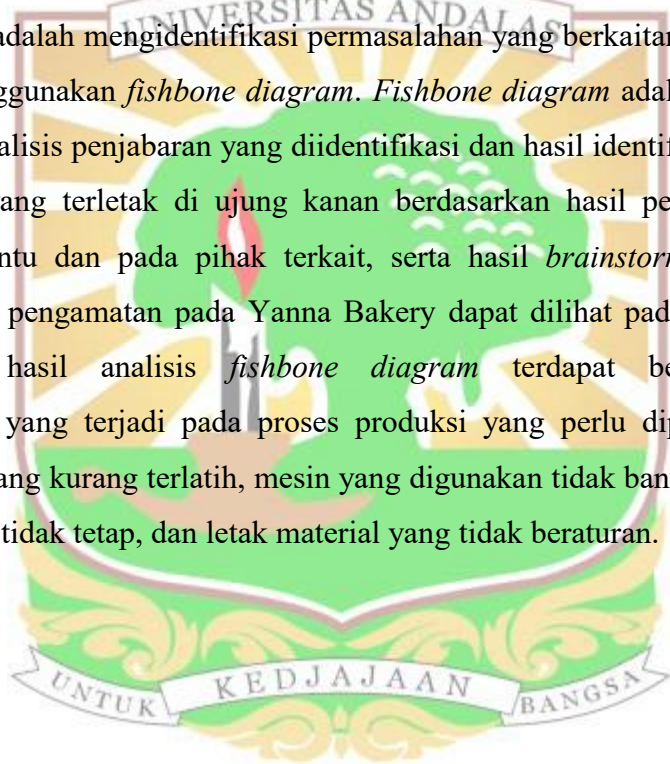 UNIVERSITAS ANDALAS
adalah mengidentifikasi permasalahan yang berkaitan
ggunakan fishbone diagram. Fishbone diagram adal
alisis penjabaran yang diidentifikasi dan hasil identif
ang terletak di ujung kanan berdasarkan hasil pe
ntu dan pada pihak terkait, serta hasil brainstorm
pengamatan pada Yanna Bakery dapat dilihat pad
hasil analisis fishbone diagram terdapat be
yang terjadi pada proses produksi yang perlu dip
ang kurang terlatih, mesin yang digunakan tidak ban
tidak tetap, dan letak material yang tidak beraturan.
UNTUK KEDJAJAAN BANGSA